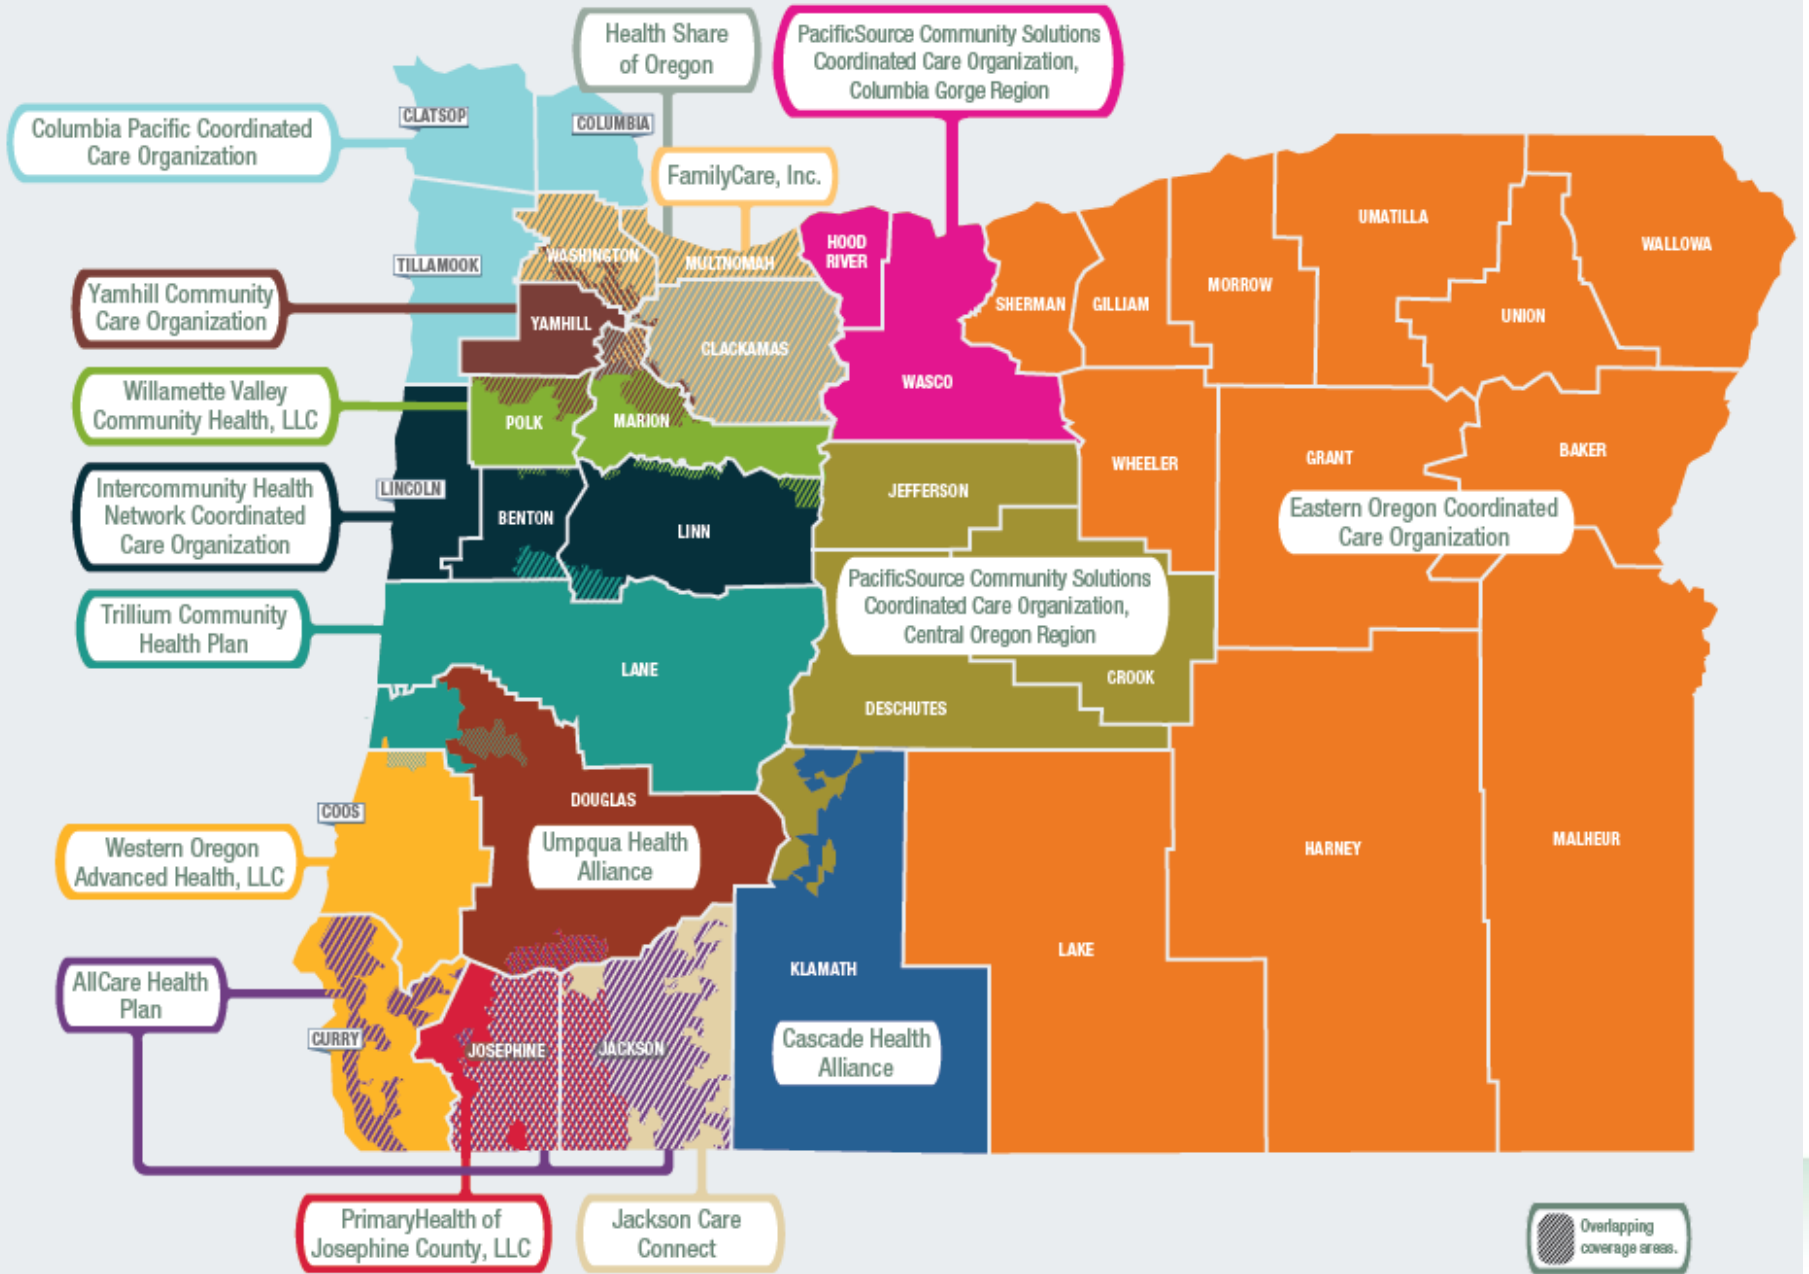 Health Share
of Oregon
PacificSource Community Solutions
Coordinated Care Organization,
Columbia Gorge Region
Columbia Pacific Coordinated
Care Organization
CLATSOP
COLUMBIA
FamilyCare, Inc.
TILLAMOOK
WASHINGTON
MULTNOMAH
HOOD
RIVER
SHERMAN
GILLIAM
MORROW
UMATILLA
UNION
WALLOWA
Yamhill Community
Care Organization
YAMHILL
CLACKAMAS
WASCO
Willamette Valley
Community Health, LLC
POLK
MARION
WHEELER
GRANT
BAKER
Intercommunity Health
Network Coordinated
Care Organization
LINCOLN
BENTON
LINN
JEFFERSON
Eastern Oregon Coordinated
Care Organization
PacificSource Community Solutions
Coordinated Care Organization,
Central Oregon Region
Trillium Community
Health Plan
LANE
CROOK
DESCHUTES
DOUGLAS
COOS
Umpqua Health
Alliance
Western Oregon
Advanced Health, LLC
HARNEY
MALHEUR
LAKE
KLAMATH
AllCare Health
Plan
CURRY
JOSEPHINE
JACKSON
Cascade Health
Alliance
PrimaryHealth of
Josephine County, LLC
Jackson Care
Connect
Overlapping
coverage areas.